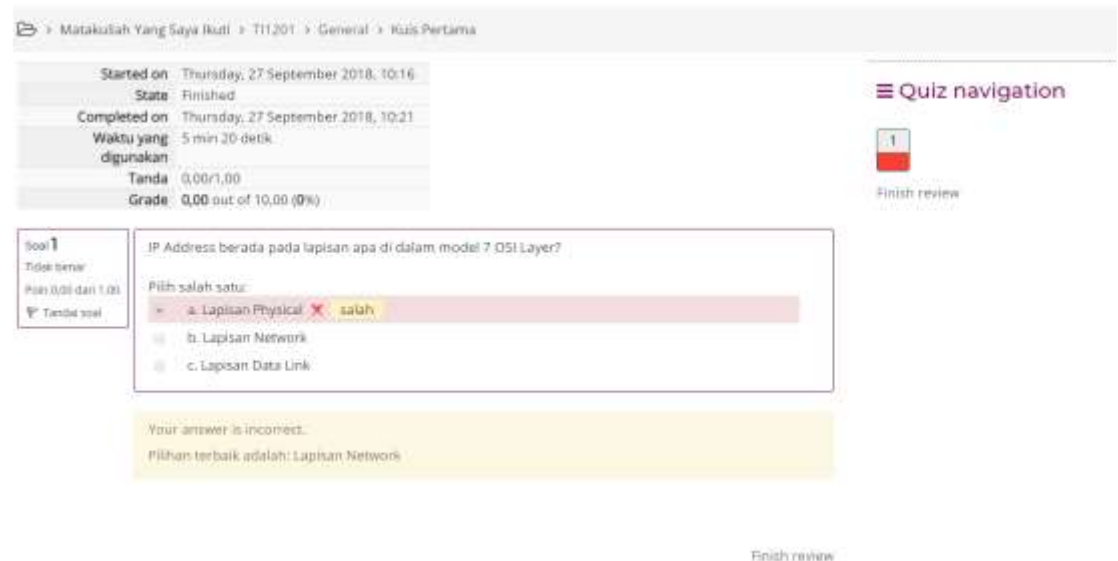 > Matakuliah Yang Saya Ikuti > TI1201 > General > Kuis Pertama
Started on Thursday, 27 September 2018, 10:16
State Finished
Completed on Thursday, 27 September 2018, 10:21
Waktu yang digunakan 5 min 20 detik
Tanda 0,00/1,00
Grade 0,00 out of 10,00 (0%)
Quiz navigation
1
Finish review
Soal 1
Tidak benar
Poin 0,00 dari 1,00
Tandai soal
IP Address berada pada lapisan apa di dalam model 7 OSI Layer?
Pilih salah satu:
a. Lapisan Physical ✗ salah
b. Lapisan Network
c. Lapisan Data Link
Your answer is incorrect.
Pilihan terbaik adalah: Lapisan Network
Finish review